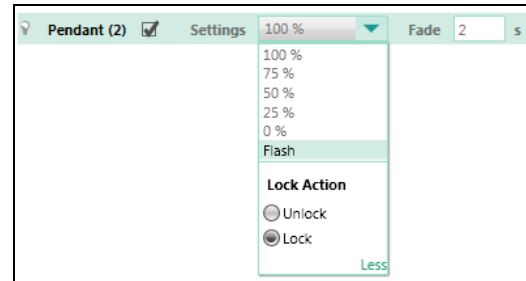 Pendant (2) Settings 100 % Fade 2 s
100 %
75 %
50 %
25 %
0 %
Flash
Lock Action
Unlock
Lock
Less